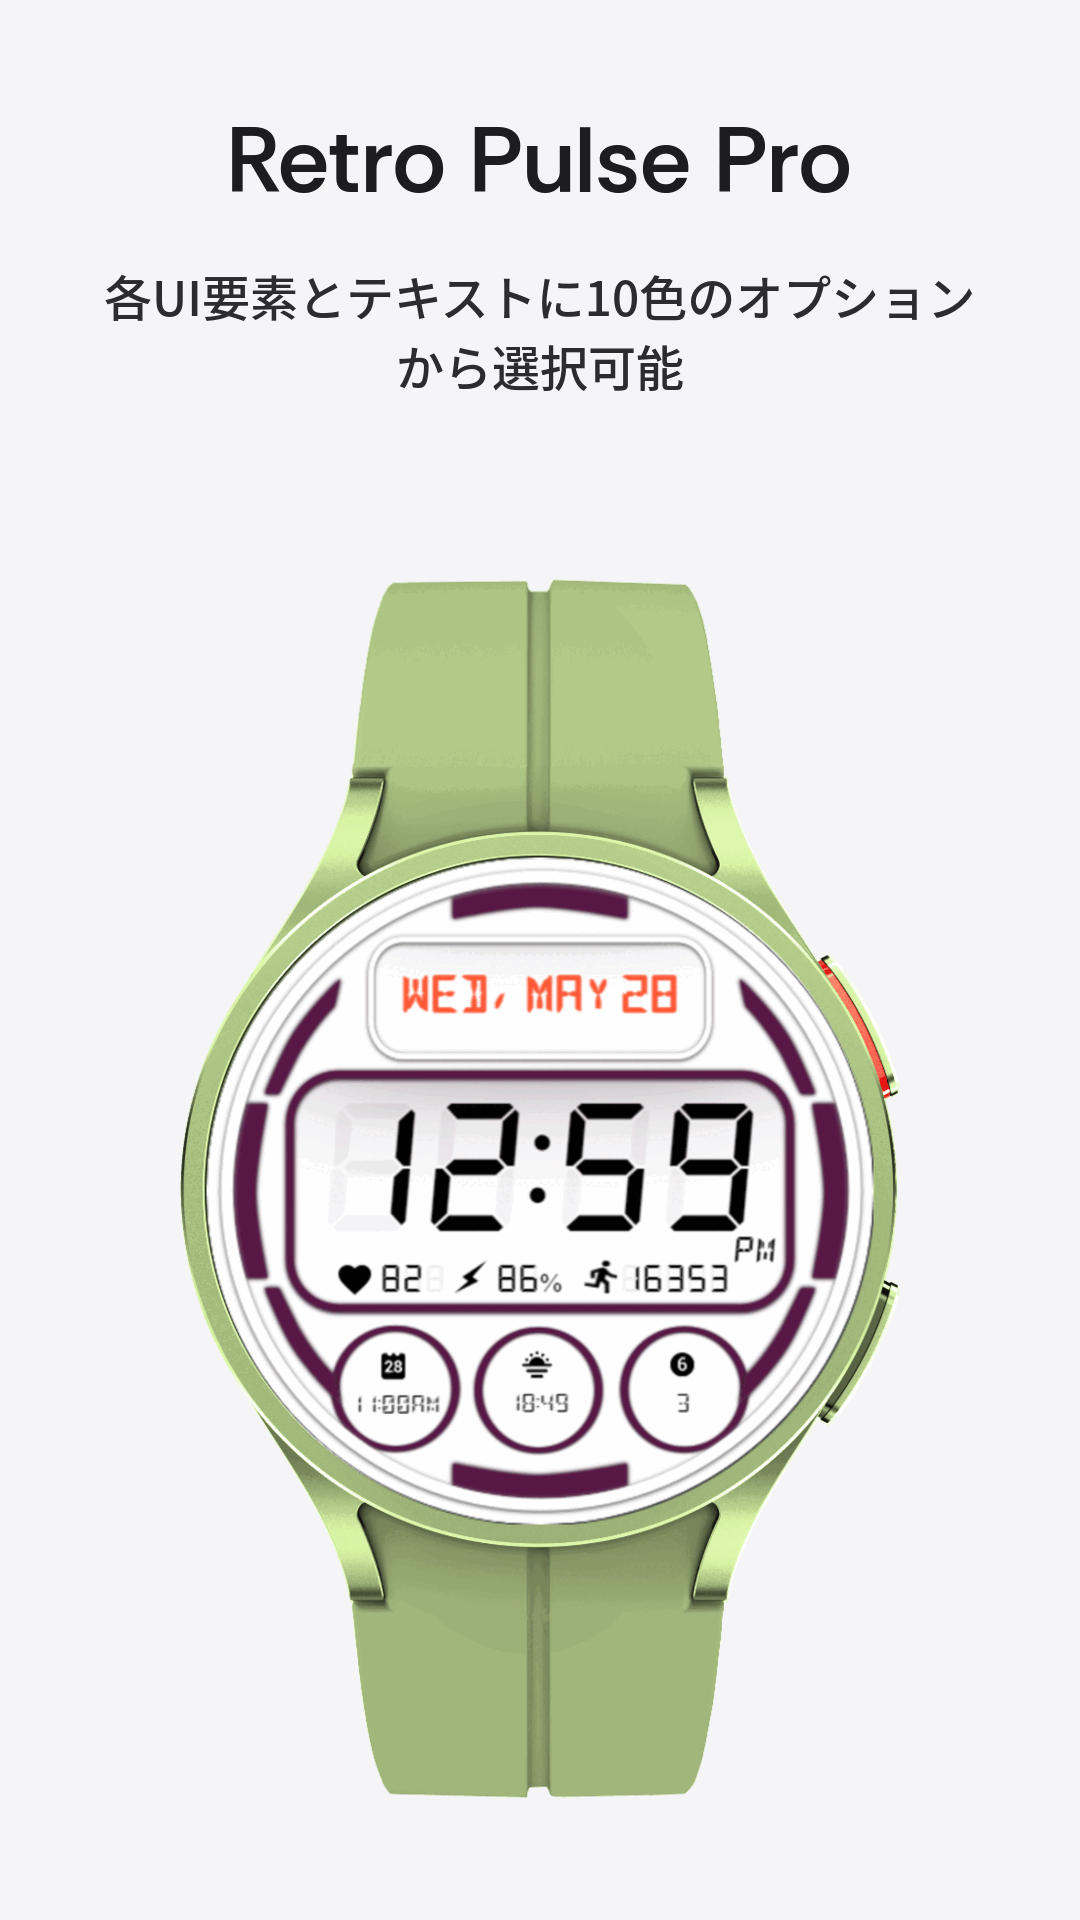 Retro Pulse Pro
各UI要素とテキストに10色のオプション
から選択可能
WED, MAY 28
12:59
PM
82 86% 16353
28 6
11:00AM 18:49 3